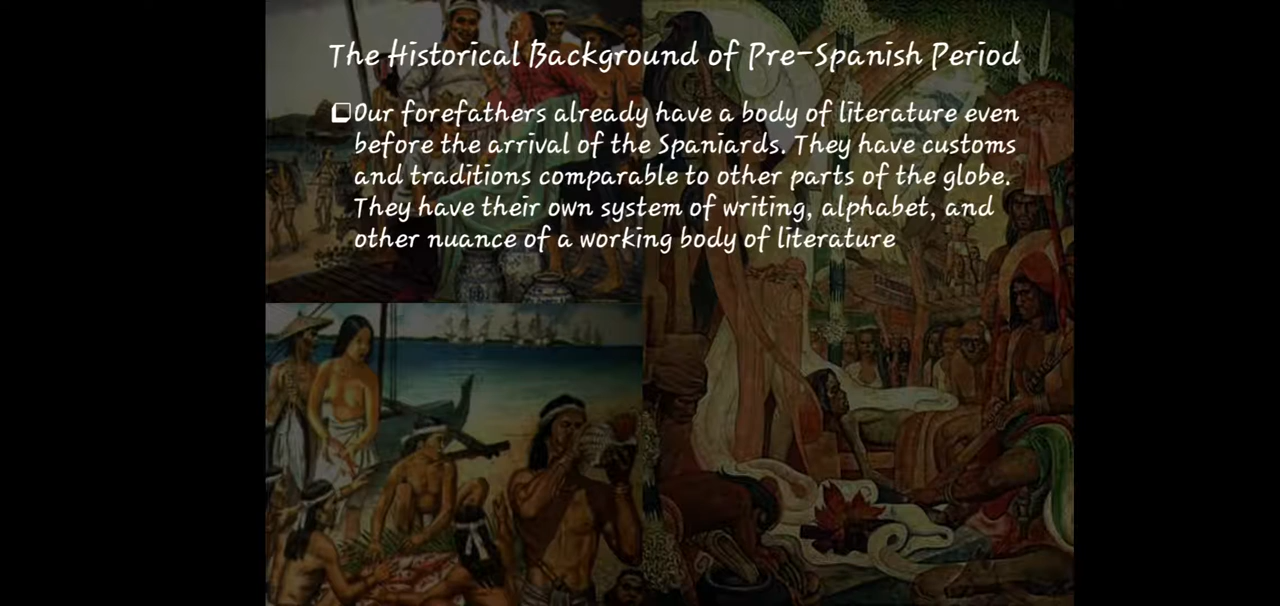 The Historical Background of Pre-Spanish Period
❑Our forefathers already have a body of literature even
before the arrival of the Spaniards. They have customs
and traditions comparable to other parts of the globe.
They have their own system of writing, alphabet, and
other nuance of a working body of literature